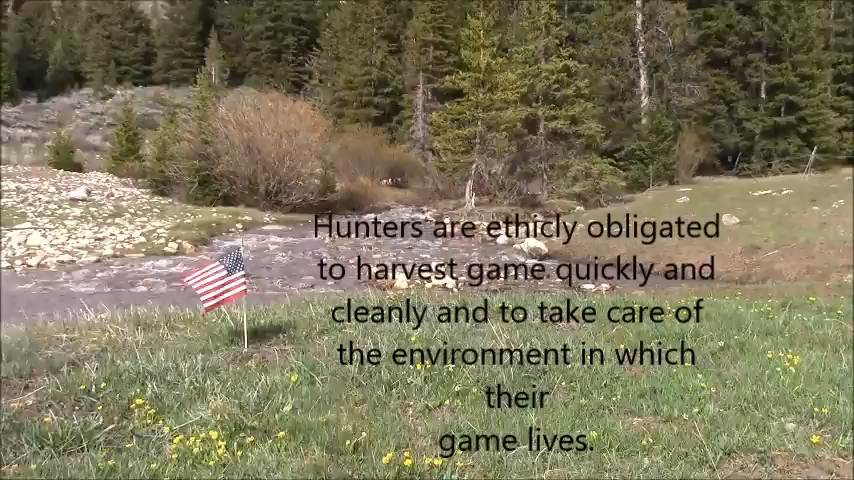 Hunters are ethicly obligated
to harvest game quickly and
cleanly and to take care of
the environment in which
their
game lives.